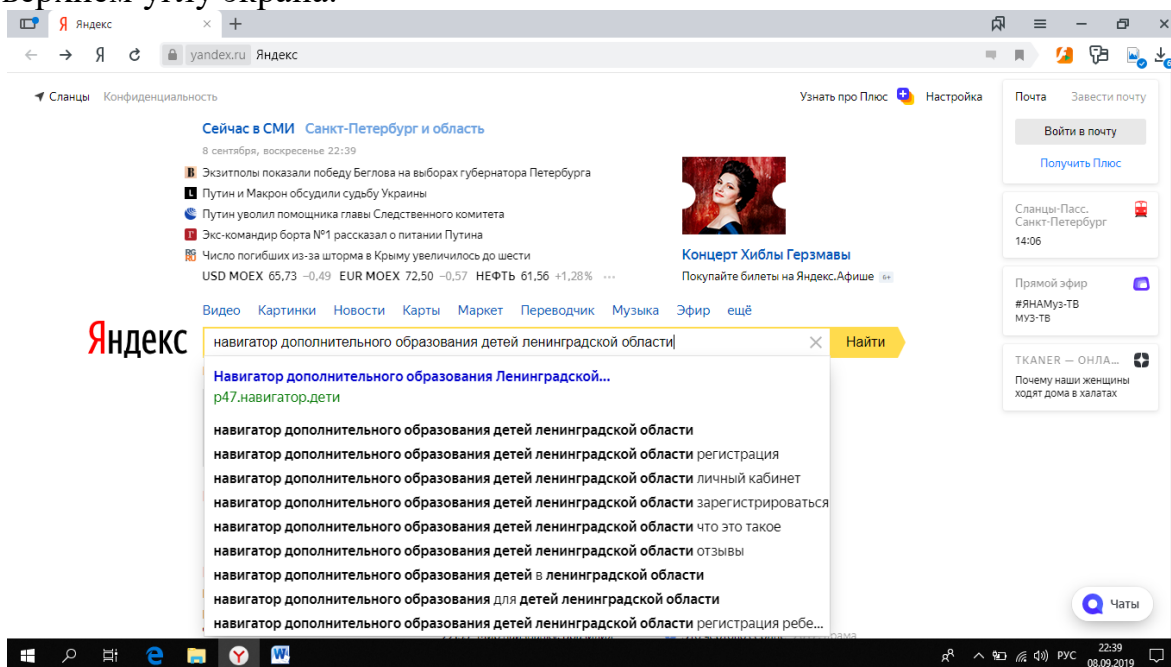 верхнем углу экрана.
Яндекс × +
Я yandex.ru Яндекс
Сланцы Конфиденциальность Узнать про Плюс Настройка
Почта Завести почту
Войти в почту
Получить Плюс
Сейчас в СМИ Санкт-Петербург и область
8 сентября, воскресенье 22:39
Экзитполы показали победу Беглова на выборах губернатора Петербурга
Путин и Макрон обсудили судьбу Украины
Путин уволил помощника главы Следственного комитета
Экс-командир борта №1 рассказал о питании Путина
Число погибших из-за шторма в Крыму увеличилось до шести
USD MOEX 65,73 −0,49 EUR MOEX 72,50 −0,57 НЕФТЬ 61,56 +1,28% ···
Концерт Хиблы Герзмавы
Покупайте билеты на Яндекс.Афише 6+
Сланцы-Пасс.
Санкт-Петербург
14:06
Прямой эфир
#ЯНАМуз-ТВ
МУЗ-ТВ
TKANER — ОНЛА...
Почему наши женщины
ходят дома в халатах
Видео Картинки Новости Карты Маркет Переводчик Музыка Эфир ещё
Яндекс
навигатор дополнительного образования детей ленинградской области
Найти
Навигатор дополнительного образования Ленинградской...
р47.навигатор.дети
навигатор дополнительного образования детей ленинградской области
навигатор дополнительного образования детей ленинградской области регистрация
навигатор дополнительного образования детей ленинградской области личный кабинет
навигатор дополнительного образования детей ленинградской области зарегистрироваться
навигатор дополнительного образования детей ленинградской области что это такое
навигатор дополнительного образования детей ленинградской области отзывы
навигатор дополнительного образования детей в ленинградской области
навигатор дополнительного образования для детей ленинградской области
навигатор дополнительного образования детей ленинградской области регистрация ребе...
Чаты
РУС 22:39
08.09.2019